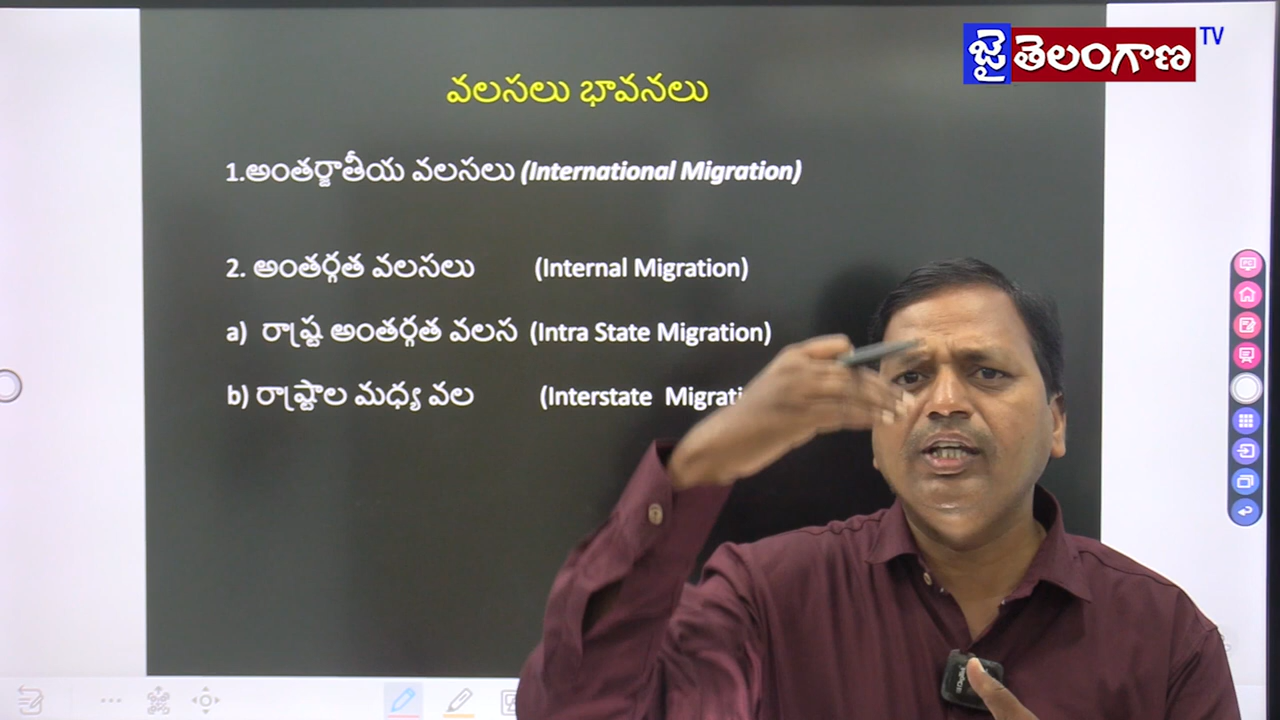 జై తెలంగాణ TV
వలసలు భావనలు
1.అంతర్జాతీయ వలసలు (International Migration)
2. అంతర్గత వలసలు (Internal Migration)
a) రాష్ట్ర అంతర్గత వలస (Intra State Migration)
b) రాష్ట్రాల మధ్య వల (Interstate